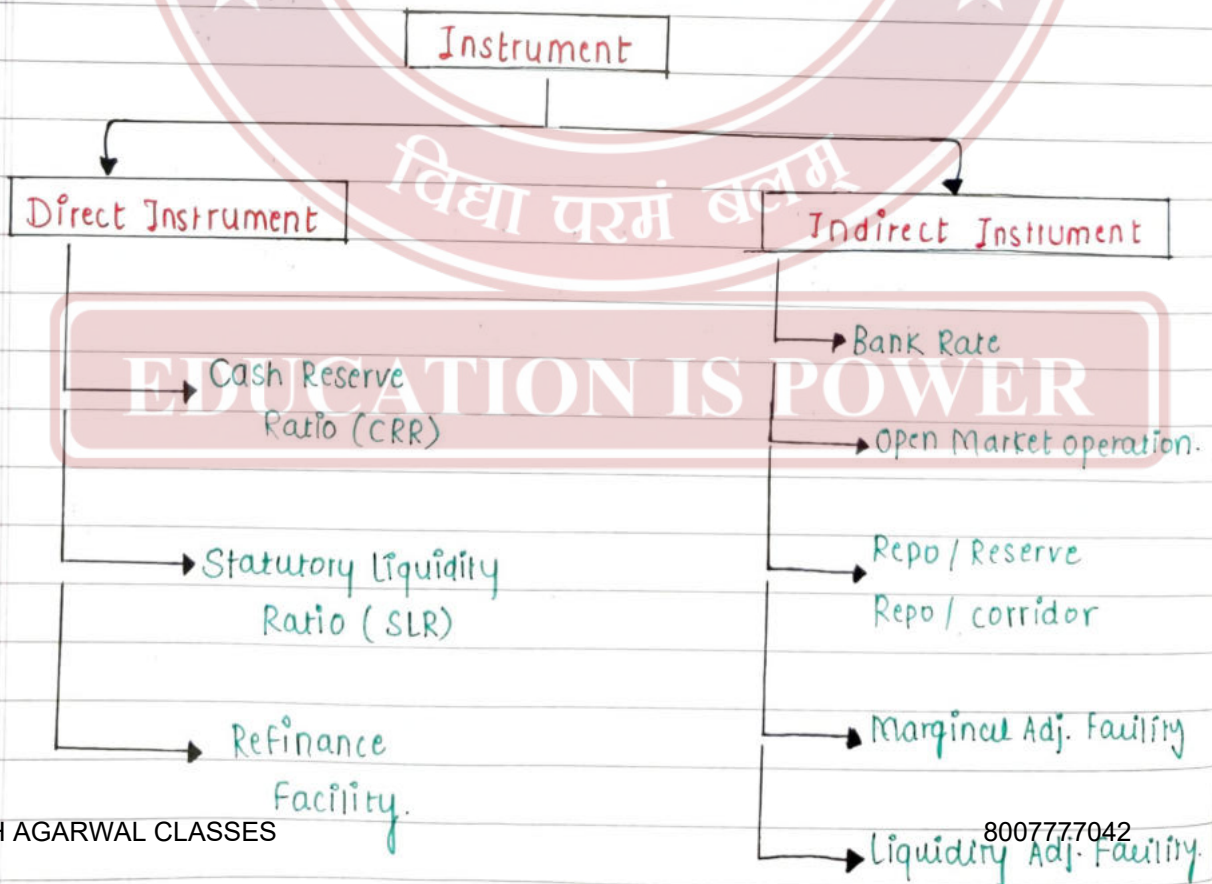 Instrument
विद्या परमं बलम्
Direct Instrument
Indirect Instrument
EDUCATION IS POWER
Cash Reserve
Ratio (CRR)
Statutory Liquidity
Ratio (SLR)
Refinance
Facility.
Bank Rate
Open Market operation.
Repo / Reserve
Repo / corridor
Marginal Adj. Facility
Liquidity Adj. Facility.
H AGARWAL CLASSES
8007777042